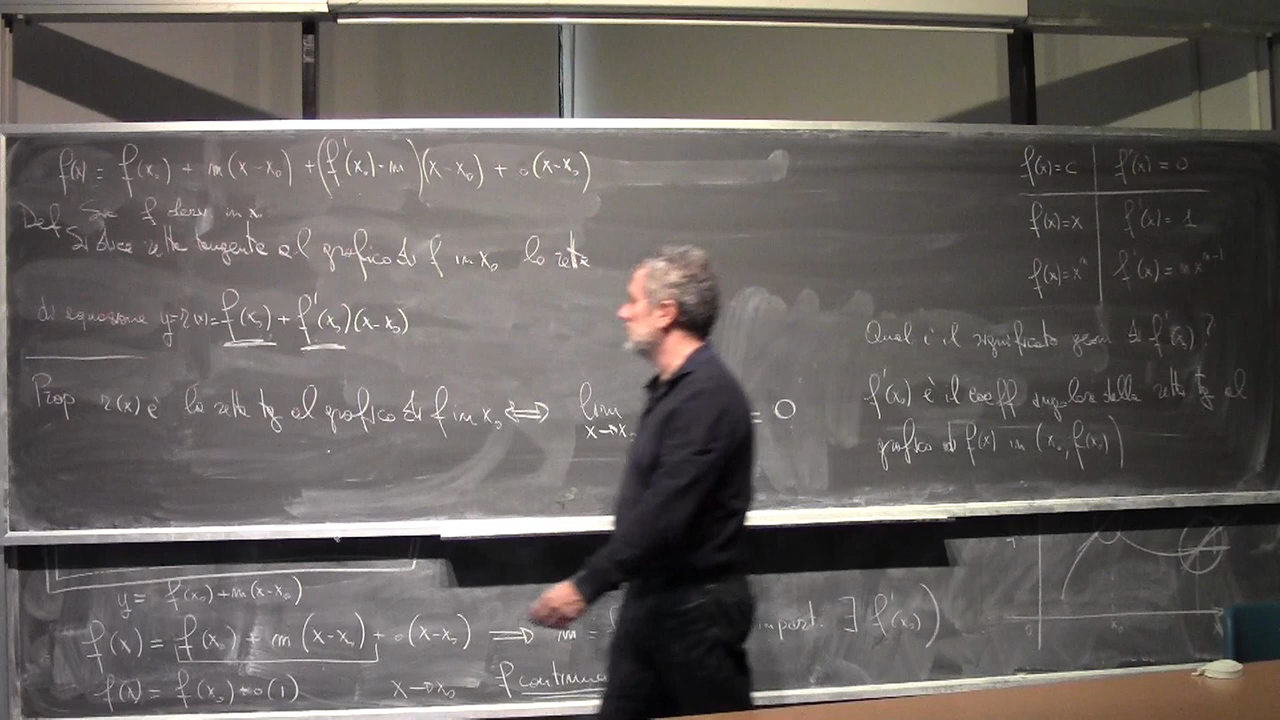 f(x) = f(x₀) + m(x-x₀) + (f'(x₀)-m)(x-x₀) + o(x-x₀)
Def Sia f deriv. in x₀
Si dice retta tangente al grafico di f in x₀ la retta
di equazione y=r(x)=f(x₀) + f'(x₀)(x-x₀)
Prop r(x) è la retta tg al grafico di f in x₀ ⟺ lim x→x₀ = 0
f(x)=c f'(x) = 0
f(x)=x f'(x) = 1
f(x)=xⁿ f'(x) = n xⁿ⁻¹
Qual è il significato geom di f'(x₀)?
f'(x₀) è il coeff angolare della retta tg al
grafico di f(x) in (x₀, f(x₀))
y = f(x₀)+m(x-x₀)
f(x) = f(x₀) + m(x-x₀) + o(x-x₀) ⟹ m = import. ∃ f'(x₀))
f(x) = f(x₀) + o(1) x→x₀ f continua
0 x₀ x